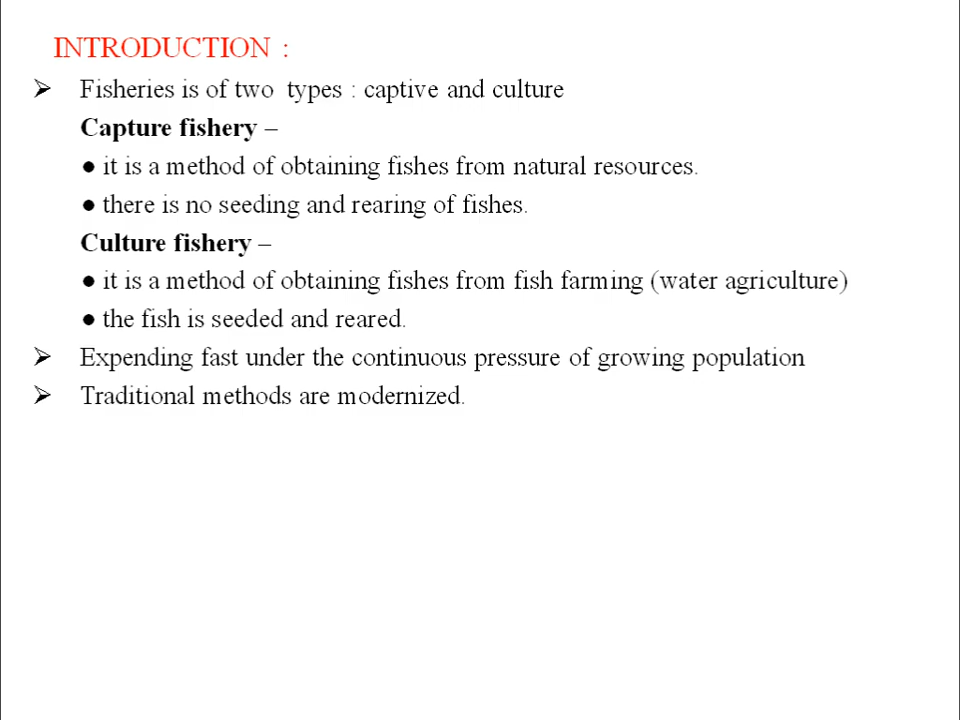 INTRODUCTION :
➢ Fisheries is of two types : captive and culture
Capture fishery –
● it is a method of obtaining fishes from natural resources.
● there is no seeding and rearing of fishes.
Culture fishery –
● it is a method of obtaining fishes from fish farming (water agriculture)
● the fish is seeded and reared.
➢ Expending fast under the continuous pressure of growing population
➢ Traditional methods are modernized.